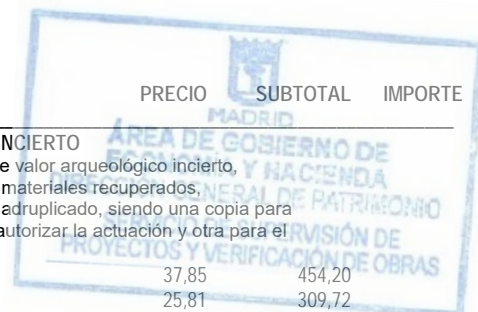 PRECIO SUBTOTAL IMPORTE
MADRID
NCIERTO
ÁREA DE GOBIERNO DE
e valor arqueológico incierto,
ECONOMÍA Y HACIENDA
materiales recuperados,
DIRECCIÓN GENERAL DE PATRIMONIO
adruplicado, siendo una copia para
SERVICIO DE SUPERVISIÓN DE
autorizar la actuación y otra para el
PROYECTOS Y VERIFICACIÓN DE OBRAS
37,85 454,20
25,81 309,72